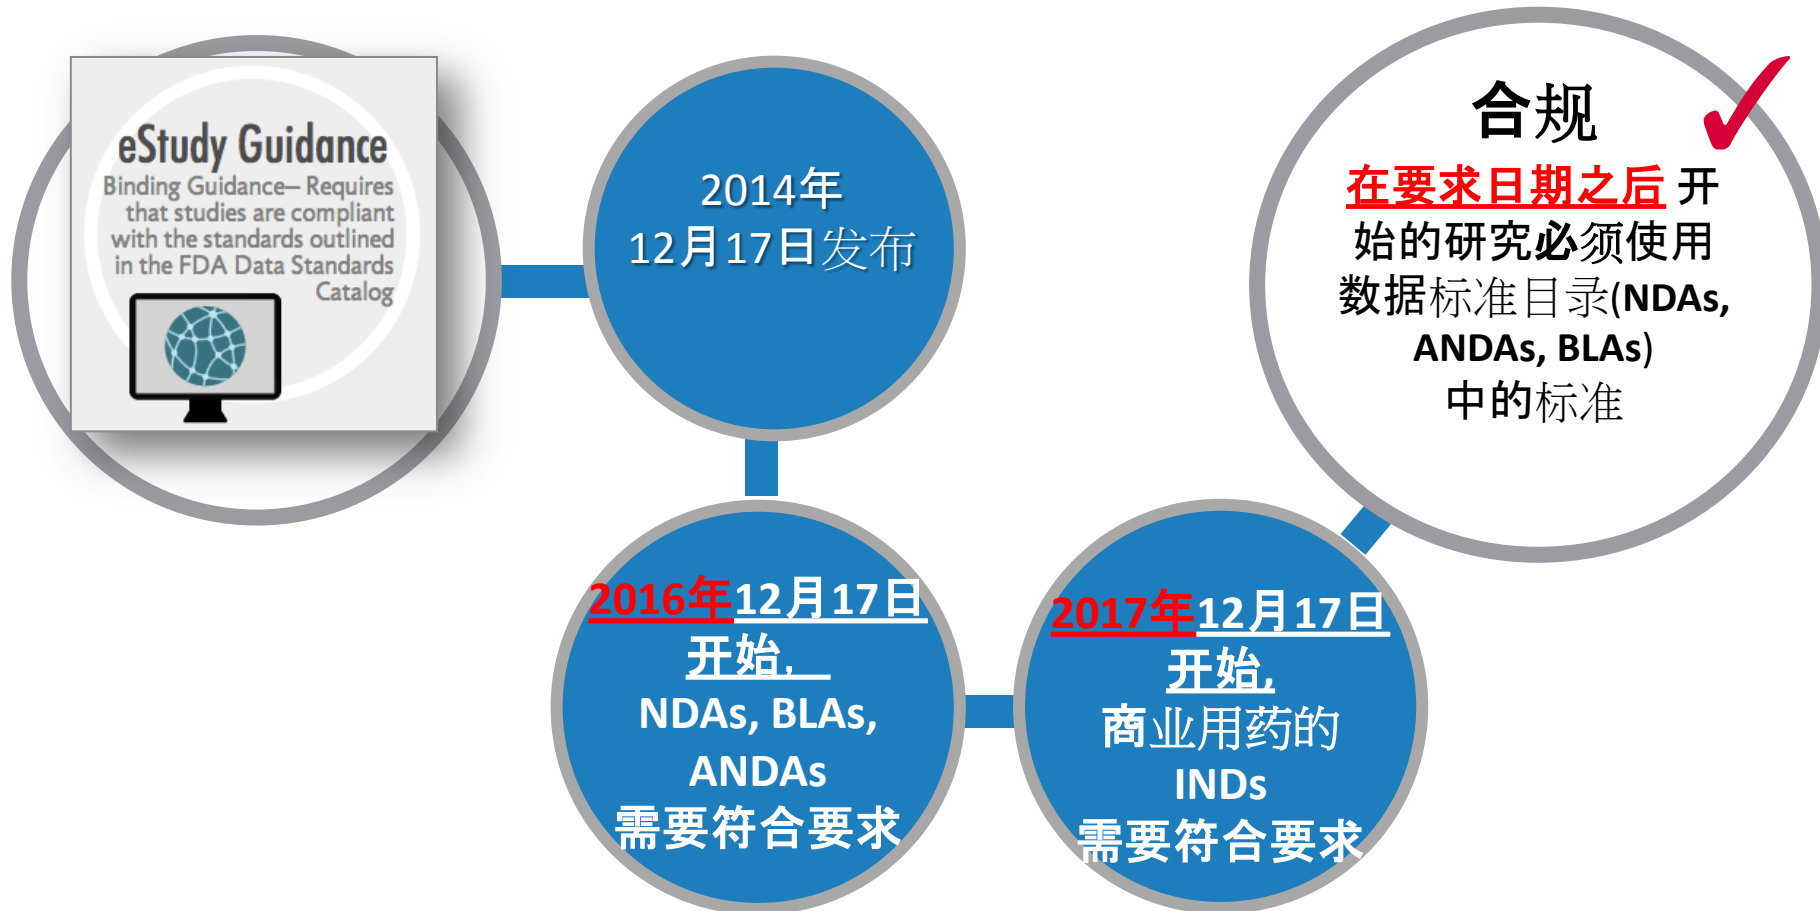 eStudy Guidance
Binding Guidance— Requires
that studies are compliant
with the standards outlined
in the FDA Data Standards
Catalog
2014年
12月17日发布
2016年12月17日
开始,
NDAs, BLAs,
ANDAs
需要符合要求
2017年12月17日
开始,
商业用药的
INDs
需要符合要求
合规
在要求日期之后 开
始的研究必须使用
数据标准目录(NDAs,
ANDAs, BLAs)
中的标准